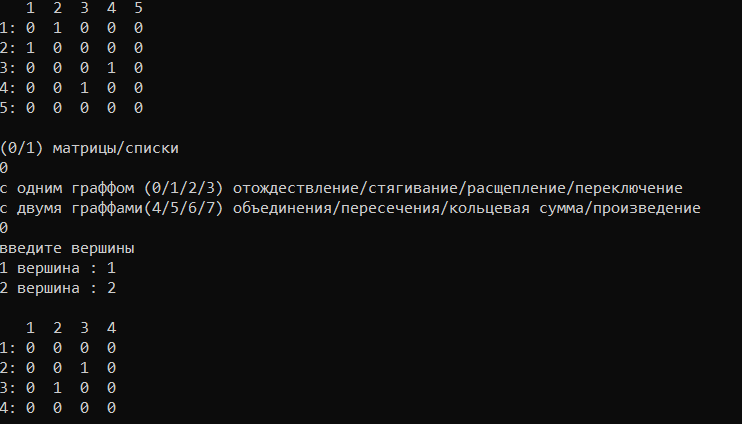 1 2 3 4 5
1: 0 1 0 0 0
2: 1 0 0 0 0
3: 0 0 0 1 0
4: 0 0 1 0 0
5: 0 0 0 0 0
(0/1) матрицы/списки
0
с одним граффом (0/1/2/3) отождествление/стягивание/расщепление/переключение
с двумя граффами(4/5/6/7) объединения/пересечения/кольцевая сумма/произведение
0
введите вершины
1 вершина : 1
2 вершина : 2
1 2 3 4
1: 0 0 0 0
2: 0 0 1 0
3: 0 1 0 0
4: 0 0 0 0